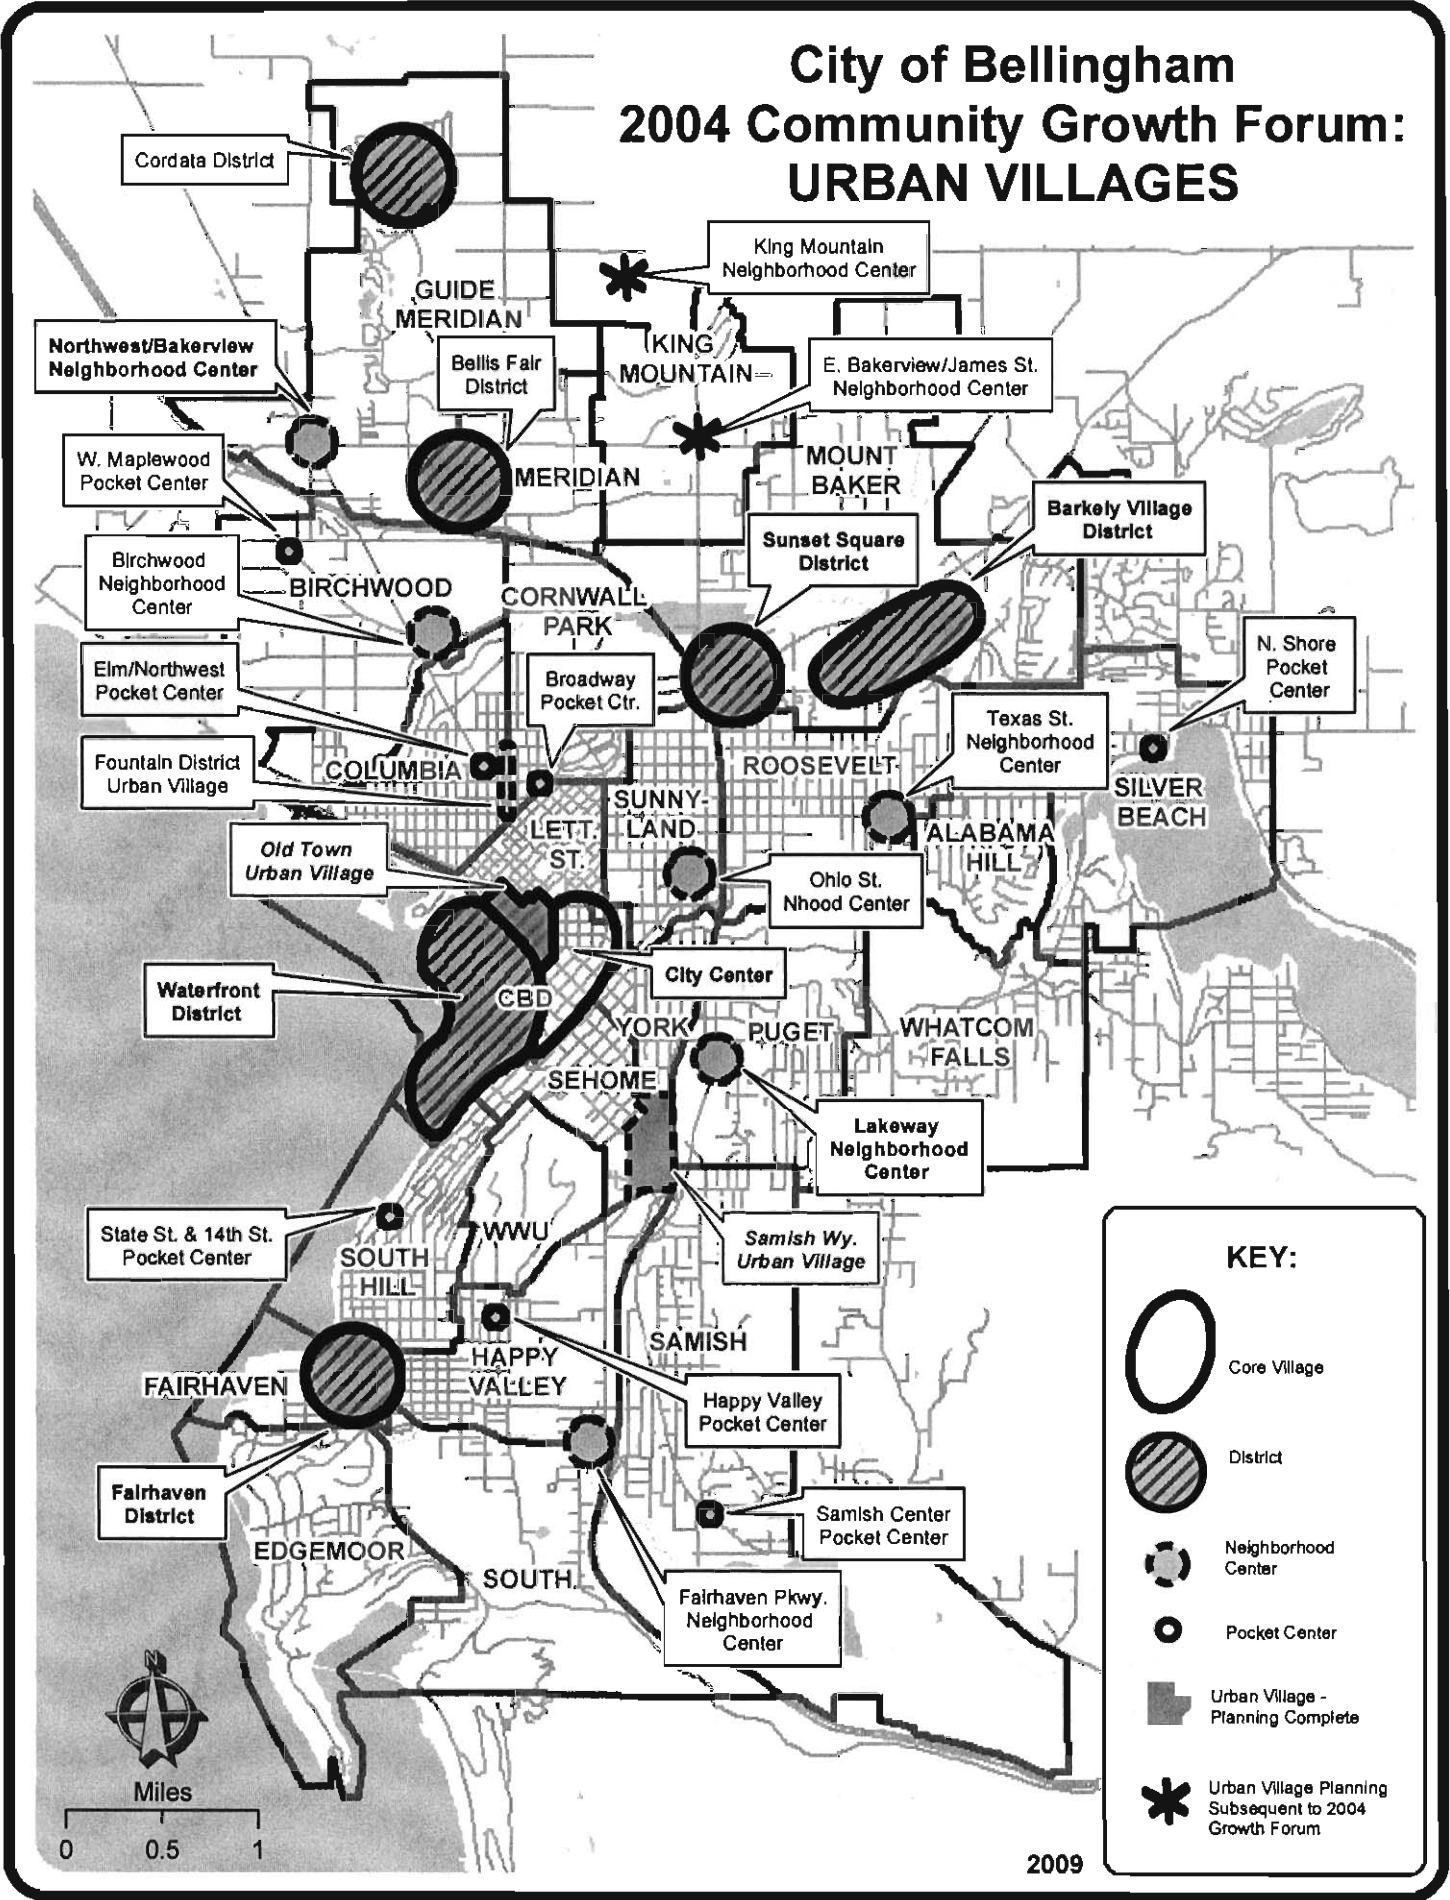 City of Bellingham
2004 Community Growth Forum:
URBAN VILLAGES
Cordata District
King Mountain
Neighborhood Center
GUIDE
MERIDIAN
Northwest/Bakerview
Neighborhood Center
Bellis Fair
District
KING
MOUNTAIN
E. Bakerview/James St.
Neighborhood Center
W. Maplewood
Pocket Center
MERIDIAN
MOUNT
BAKER
Barkely Village
District
Sunset Square
District
Birchwood
Neighborhood
Center
BIRCHWOOD
CORNWALL
PARK
N. Shore
Pocket
Center
Elm/Northwest
Pocket Center
Broadway
Pocket Ctr.
Texas St.
Neighborhood
Center
Fountain District
Urban Village
COLUMBIA
ROOSEVELT
SILVER
BEACH
SUNNY-
LAND
LETT.
ST.
ALABAMA
HILL
Old Town
Urban Village
Ohio St.
Nhood Center
City Center
Waterfront
District
CBD
YORK
PUGET
WHATCOM
FALLS
SEHOME
Lakeway
Neighborhood
Center
State St. & 14th St.
Pocket Center
WWU
Samish Wy.
Urban Village
SOUTH
HILL
SAMISH
HAPPY
VALLEY
FAIRHAVEN
Happy Valley
Pocket Center
Fairhaven
District
Samish Center
Pocket Center
EDGEMOOR
SOUTH
Fairhaven Pkwy.
Neighborhood
Center
KEY:
Core Village
District
Neighborhood
Center
Pocket Center
Urban Village -
Planning Complete
Urban Village Planning
Subsequent to 2004
Growth Forum
N
Miles
0 0.5 1
2009